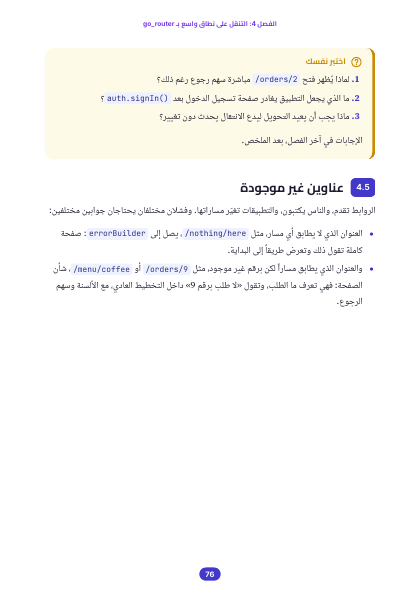 الفصل 4: التنقل على نطاق واسع بـ go_router
اختبر نفسك
1. لماذا يُظهر فتح /orders/2 مباشرة سهم رجوع رغم ذلك؟
2. ما الذي يجعل التطبيق يغادر صفحة تسجيل الدخول بعد auth.signIn() ؟
3. ماذا يجب أن يعيد التحويل ليدع الانتقال يحدث دون تغيير؟
الإجابات في آخر الفصل، بعد الملخص.
4.5 عناوين غير موجودة
الروابط تقدم، والناس يكتبون، والتطبيقات تغيّر مساراتها. وفشلان مختلفان يحتاجان جوابين مختلفين:
• العنوان الذي لا يطابق أي مسار، مثل /nothing/here ، يصل إلى errorBuilder : صفحة
كاملة تقول ذلك وتعرض طريقاً إلى البداية.
• والعنوان الذي يطابق مساراً لكن برقم غير موجود، مثل /orders/9 أو /menu/coffee ، شأن
الصفحة: فهي تعرف ما الطلب، وتقول «لا طلب برقم 9» داخل التخطيط العادي، مع الألسنة وسهم
الرجوع.
76